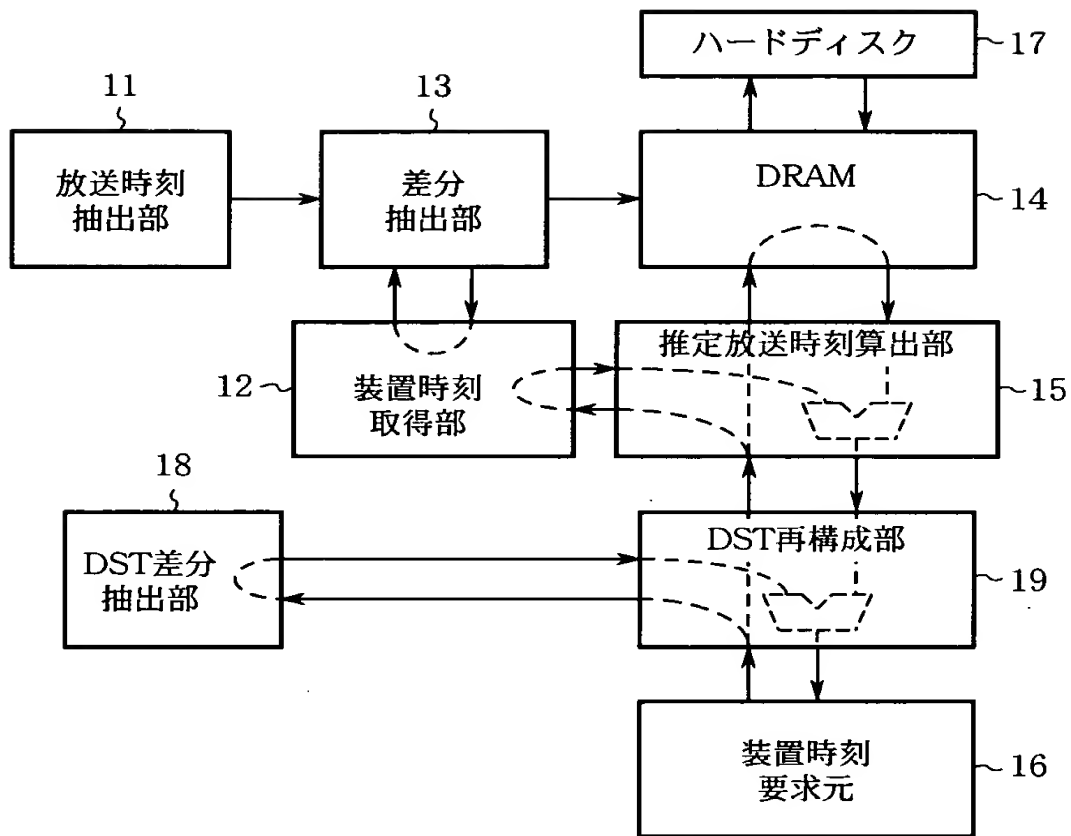 ハードディスク
17
11
13
放送時刻
抽出部
差分
抽出部
DRAM
14
12
装置時刻
取得部
推定放送時刻算出部
15
18
DST差分
抽出部
DST再構成部
19
装置時刻
要求元
16